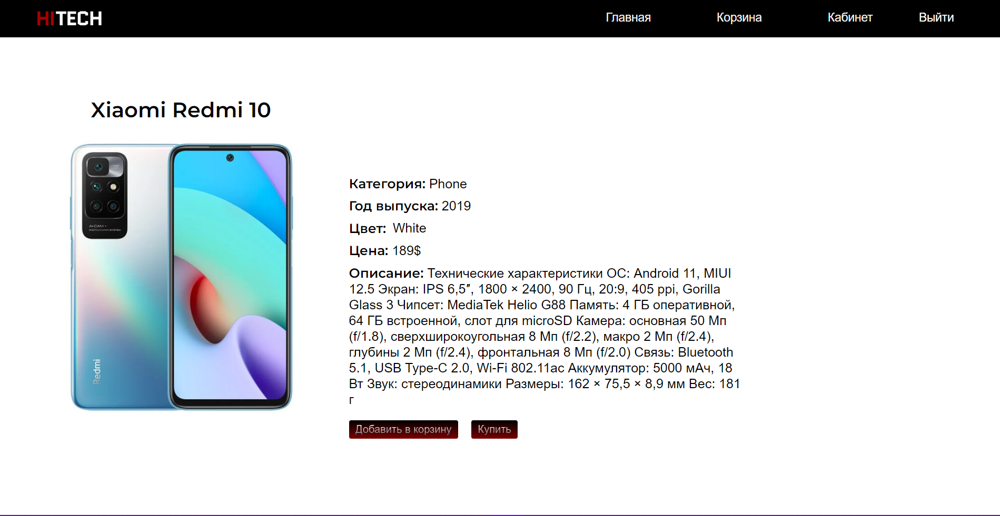 HITECH
Главная
Корзина
Кабинет
Выйти
Xiaomi Redmi 10
AI-CAM
PHOTOGRAPHY SYSTEM
Redmi
Категория: Phone
Год выпуска: 2019
Цвет: White
Цена: 189$
Описание: Технические характеристики ОС: Android 11, MIUI
12.5 Экран: IPS 6,5″, 1800 × 2400, 90 Гц, 20:9, 405 ppi, Gorilla
Glass 3 Чипсет: MediaTek Helio G88 Память: 4 ГБ оперативной,
64 ГБ встроенной, слот для microSD Камера: основная 50 Мп
(f/1.8), сверхширокоугольная 8 Мп (f/2.2), макро 2 Мп (f/2.4),
глубины 2 Мп (f/2.4), фронтальная 8 Мп (f/2.0) Связь: Bluetooth
5.1, USB Type-C 2.0, Wi-Fi 802.11ac Аккумулятор: 5000 мАч, 18
Вт Звук: стереодинамики Размеры: 162 × 75,5 × 8,9 мм Вес: 181
г
Добавить в корзину
Купить